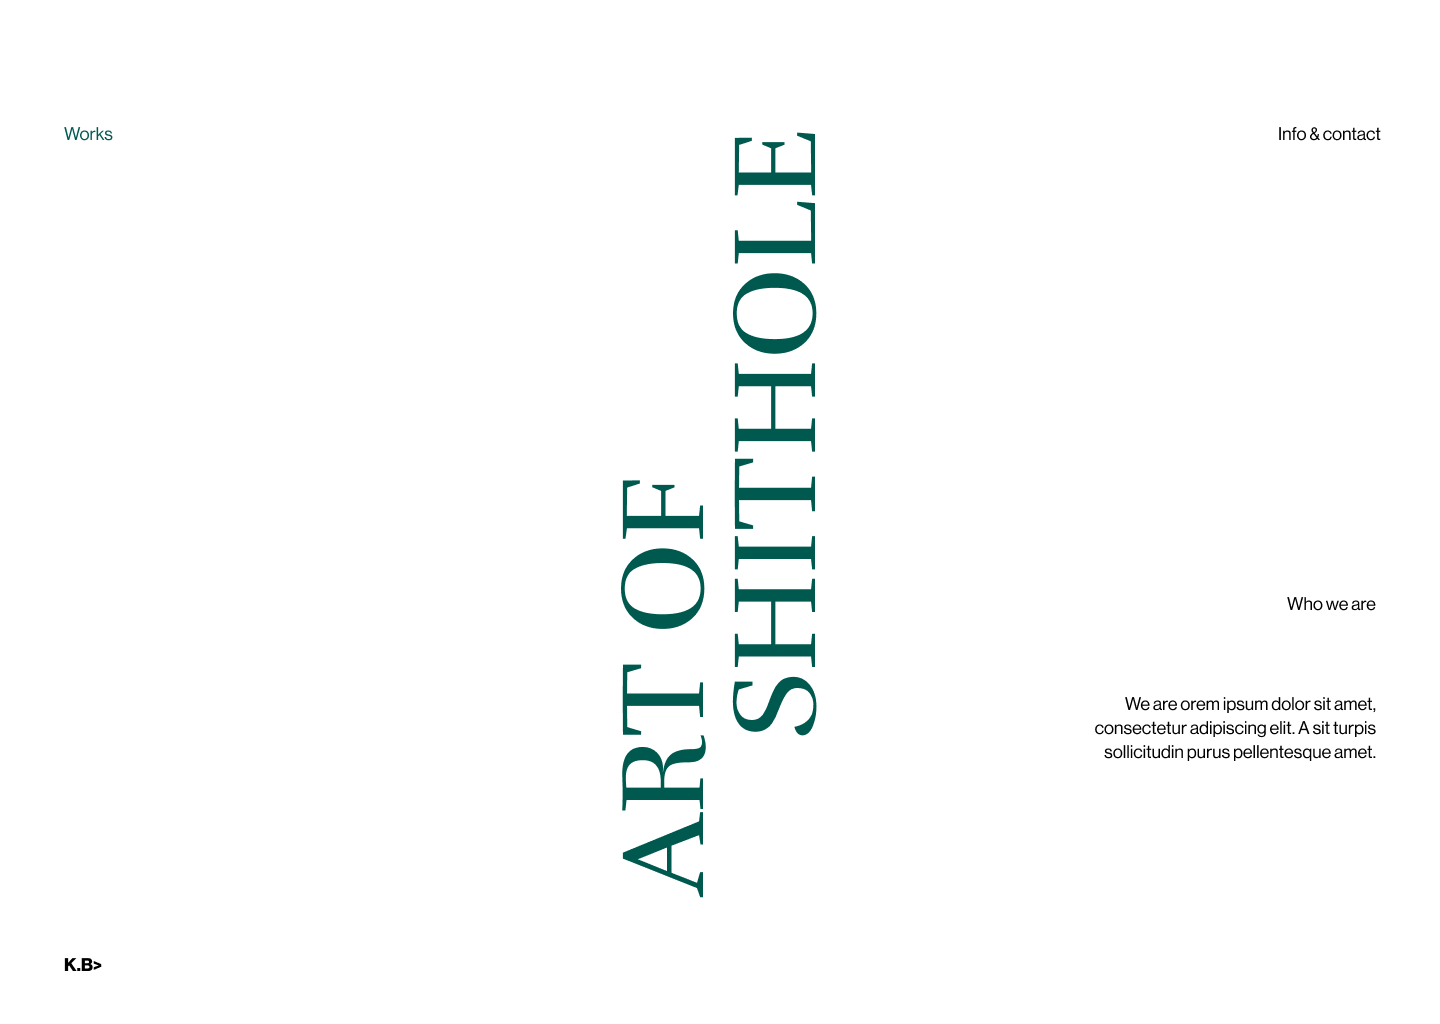 Works
Info & contact
ART OF
SHITHOLE
Who we are
We are orem ipsum dolor sit amet,
consectetur adipiscing elit. A sit turpis
sollicitudin purus pellentesque amet.
K.B>